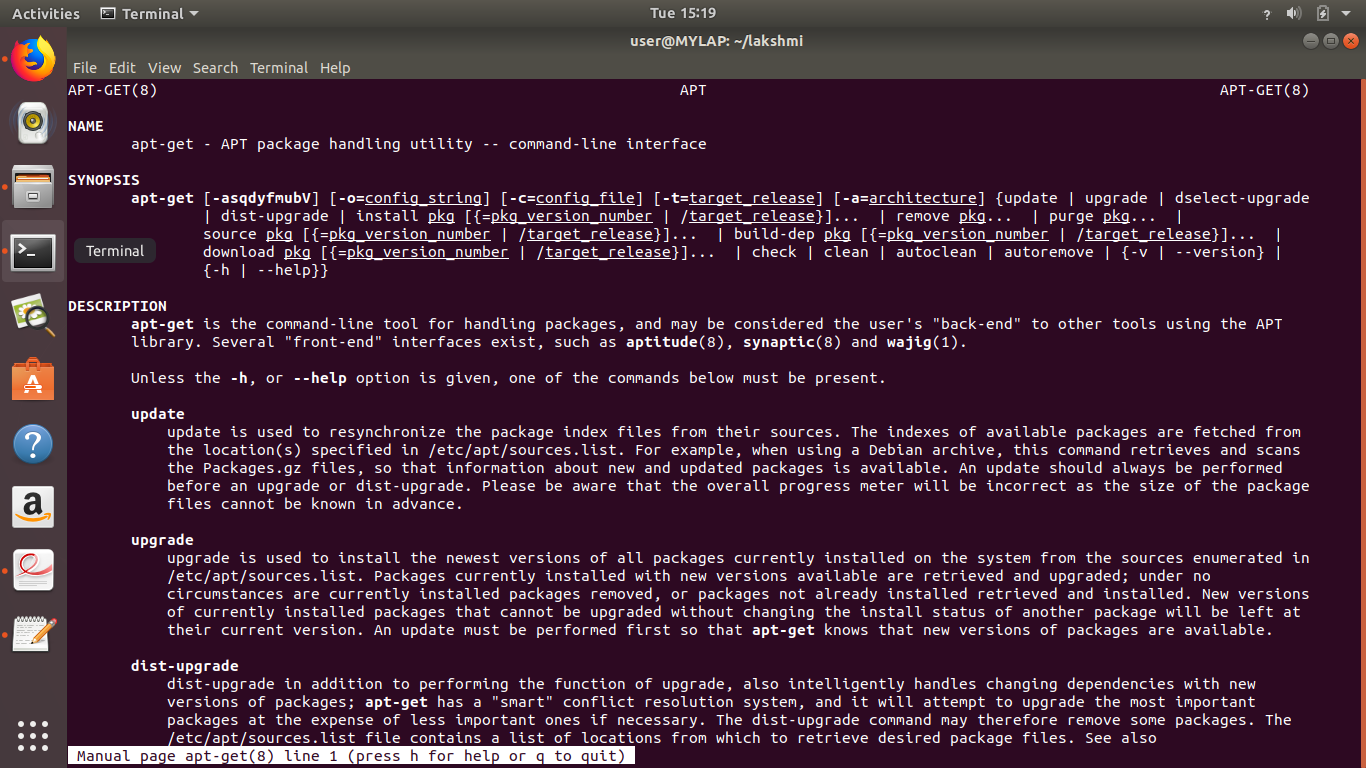 Activities Terminal Tue 15:19
user@MYLAP: ~/lakshmi
File Edit View Search Terminal Help
APT-GET(8) APT APT-GET(8)
NAME
apt-get - APT package handling utility -- command-line interface
SYNOPSIS
apt-get [-asqdyfmubV] [-o=config_string] [-c=config_file] [-t=target_release] [-a=architecture] {update | upgrade | dselect-upgrade
| dist-upgrade | install pkg [{=pkg_version_number | /target_release}]... | remove pkg... | purge pkg... |
source pkg [{=pkg_version_number | /target_release}]... | build-dep pkg [{=pkg_version_number | /target_release}]... |
Terminal
download pkg [{=pkg_version_number | /target_release}]... | check | clean | autoclean | autoremove | {-v | --version} |
{-h | --help}}
DESCRIPTION
apt-get is the command-line tool for handling packages, and may be considered the user's "back-end" to other tools using the APT
library. Several "front-end" interfaces exist, such as aptitude(8), synaptic(8) and wajig(1).
Unless the -h, or --help option is given, one of the commands below must be present.
update
update is used to resynchronize the package index files from their sources. The indexes of available packages are fetched from
the location(s) specified in /etc/apt/sources.list. For example, when using a Debian archive, this command retrieves and scans
the Packages.gz files, so that information about new and updated packages is available. An update should always be performed
before an upgrade or dist-upgrade. Please be aware that the overall progress meter will be incorrect as the size of the package
files cannot be known in advance.
upgrade
upgrade is used to install the newest versions of all packages currently installed on the system from the sources enumerated in
/etc/apt/sources.list. Packages currently installed with new versions available are retrieved and upgraded; under no
circumstances are currently installed packages removed, or packages not already installed retrieved and installed. New versions
of currently installed packages that cannot be upgraded without changing the install status of another package will be left at
their current version. An update must be performed first so that apt-get knows that new versions of packages are available.
dist-upgrade
dist-upgrade in addition to performing the function of upgrade, also intelligently handles changing dependencies with new
versions of packages; apt-get has a "smart" conflict resolution system, and it will attempt to upgrade the most important
packages at the expense of less important ones if necessary. The dist-upgrade command may therefore remove some packages. The
/etc/apt/sources.list file contains a list of locations from which to retrieve desired package files. See also
Manual page apt-get(8) line 1 (press h for help or q to quit)